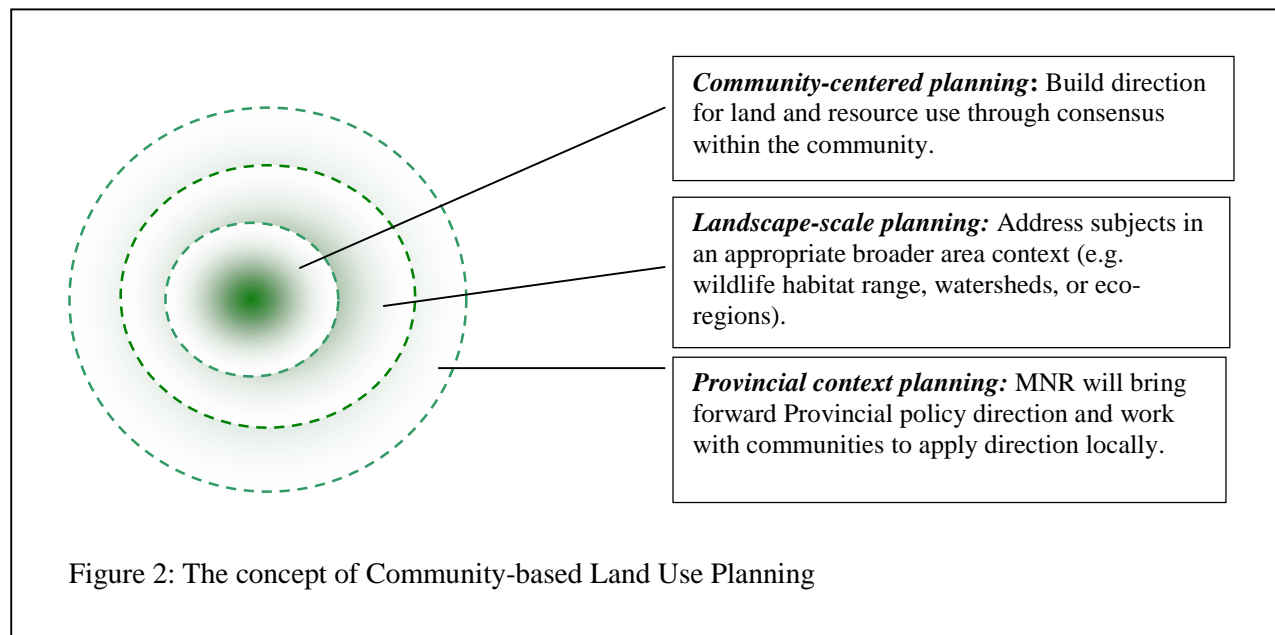 Community-centered planning: Build direction
for land and resource use through consensus
within the community.
Landscape-scale planning: Address subjects in
an appropriate broader area context (e.g.
wildlife habitat range, watersheds, or eco-
regions).
Provincial context planning: MNR will bring
forward Provincial policy direction and work
with communities to apply direction locally.
Figure 2: The concept of Community-based Land Use Planning